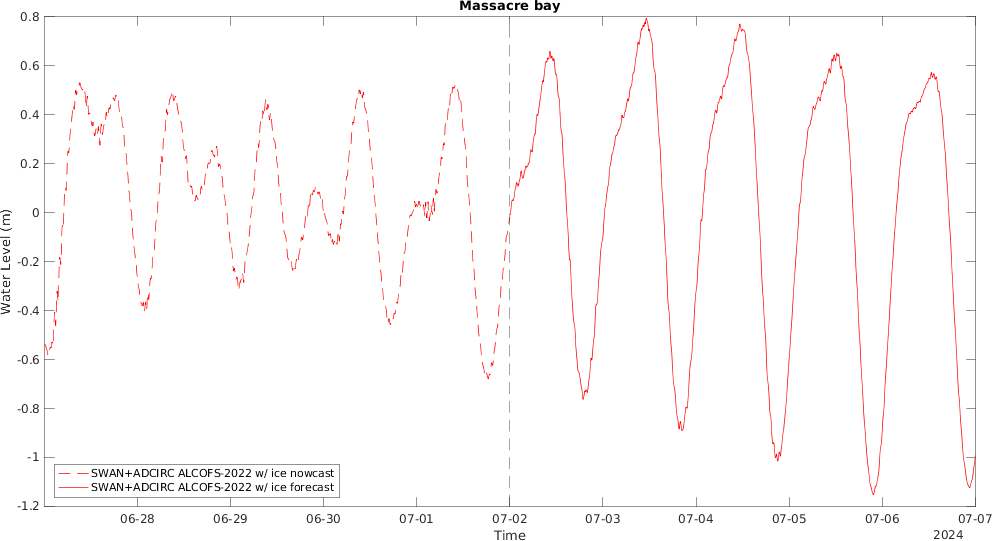 Massacre bay
0.8
0.6
0.4
0.2
0
-0.2
-0.4
-0.6
-0.8
-1
-1.2
Water Level (m)
SWAN+ADCIRC ALCOFS-2022 w/ ice nowcast
SWAN+ADCIRC ALCOFS-2022 w/ ice forecast
06-28 06-29 06-30 07-01 07-02 07-03 07-04 07-05 07-06 07-07
Time
2024